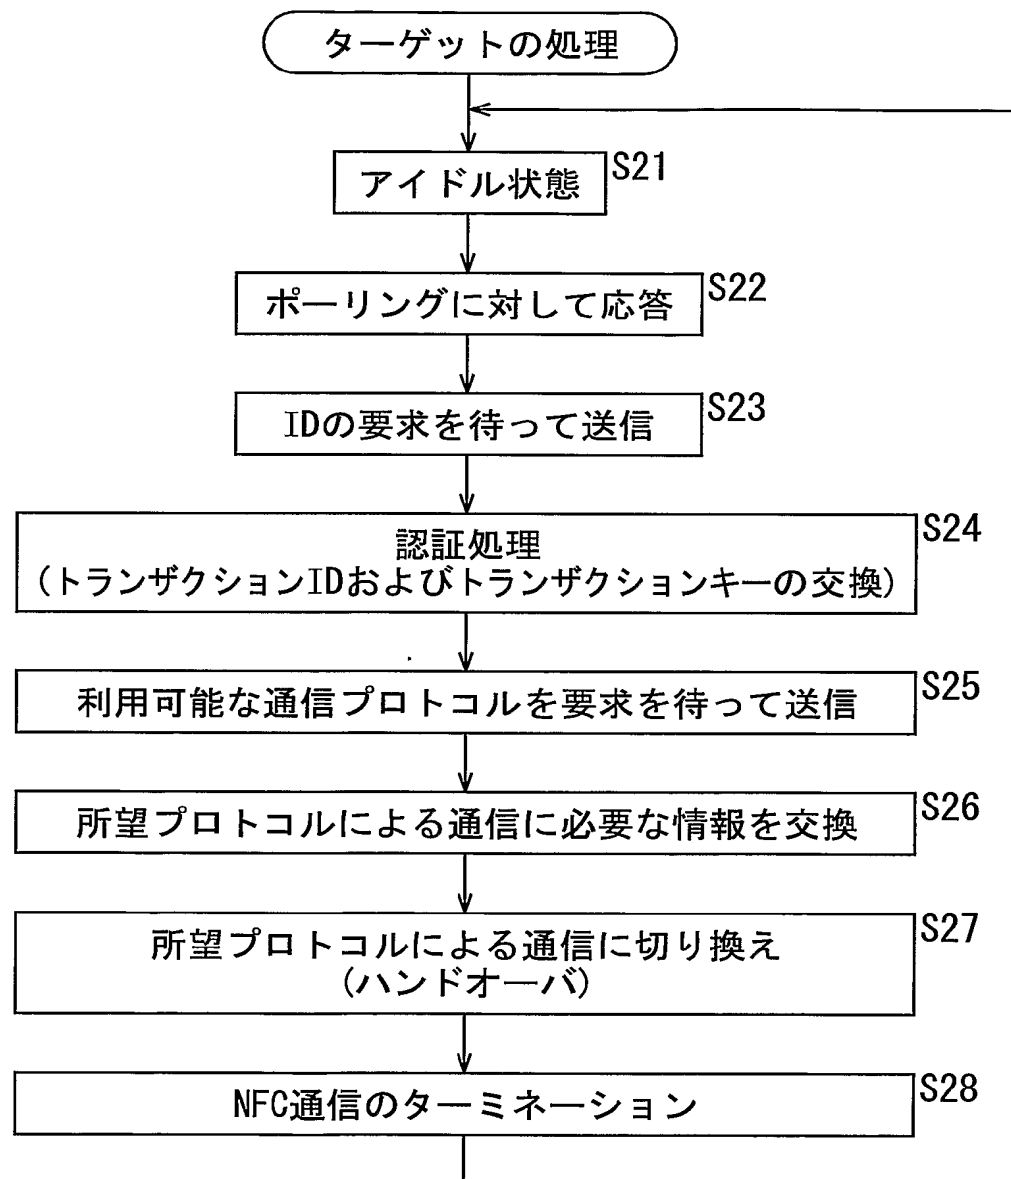 ターゲットの処理
アイドル状態
S21
ポーリングに対して応答
S22
IDの要求を待って送信
S23
認証処理
(トランザクションIDおよびトランザクションキーの交換)
S24
利用可能な通信プロトコルを要求を待って送信
S25
所望プロトコルによる通信に必要な情報を交換
S26
所望プロトコルによる通信に切り換え
(ハンドオーバ)
S27
NFC通信のターミネーション
S28